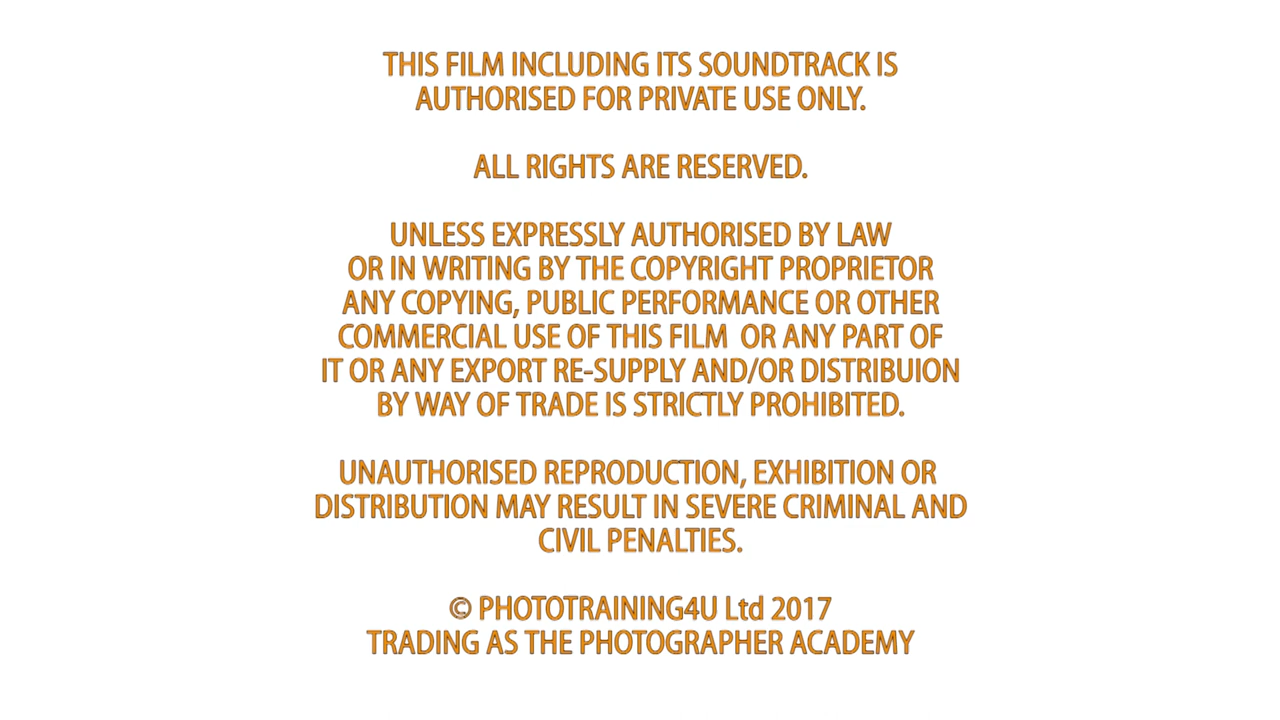 THIS FILM INCLUDING ITS SOUNDTRACK IS
AUTHORISED FOR PRIVATE USE ONLY.
ALL RIGHTS ARE RESERVED.
UNLESS EXPRESSLY AUTHORISED BY LAW
OR IN WRITING BY THE COPYRIGHT PROPRIETOR
ANY COPYING, PUBLIC PERFORMANCE OR OTHER
COMMERCIAL USE OF THIS FILM  OR ANY PART OF
IT OR ANY EXPORT RE-SUPPLY AND/OR DISTRIBUION
BY WAY OF TRADE IS STRICTLY PROHIBITED.
UNAUTHORISED REPRODUCTION, EXHIBITION OR
DISTRIBUTION MAY RESULT IN SEVERE CRIMINAL AND
CIVIL PENALTIES.
© PHOTOTRAINING4U Ltd 2017
TRADING AS THE PHOTOGRAPHER ACADEMY